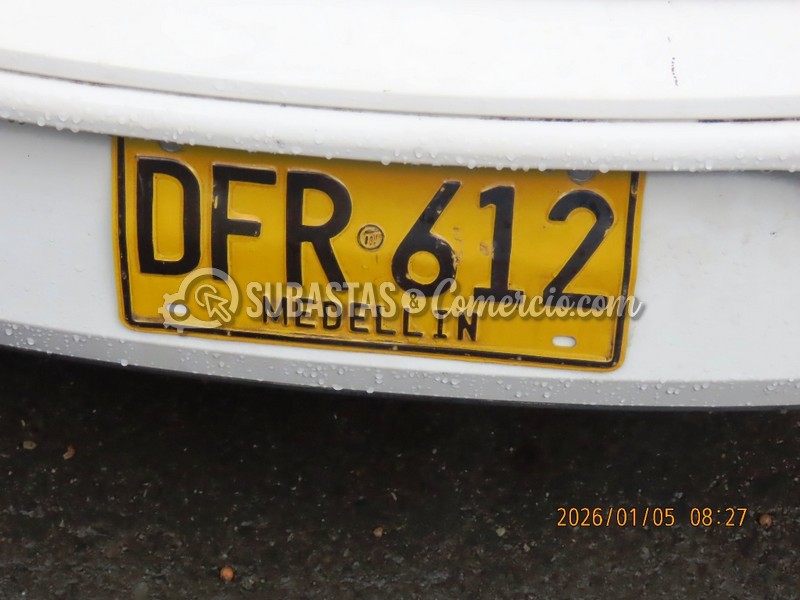 DFR 612
SUBASTAS & Comercio.com
MEDELLIN
2026/01/05 08:27